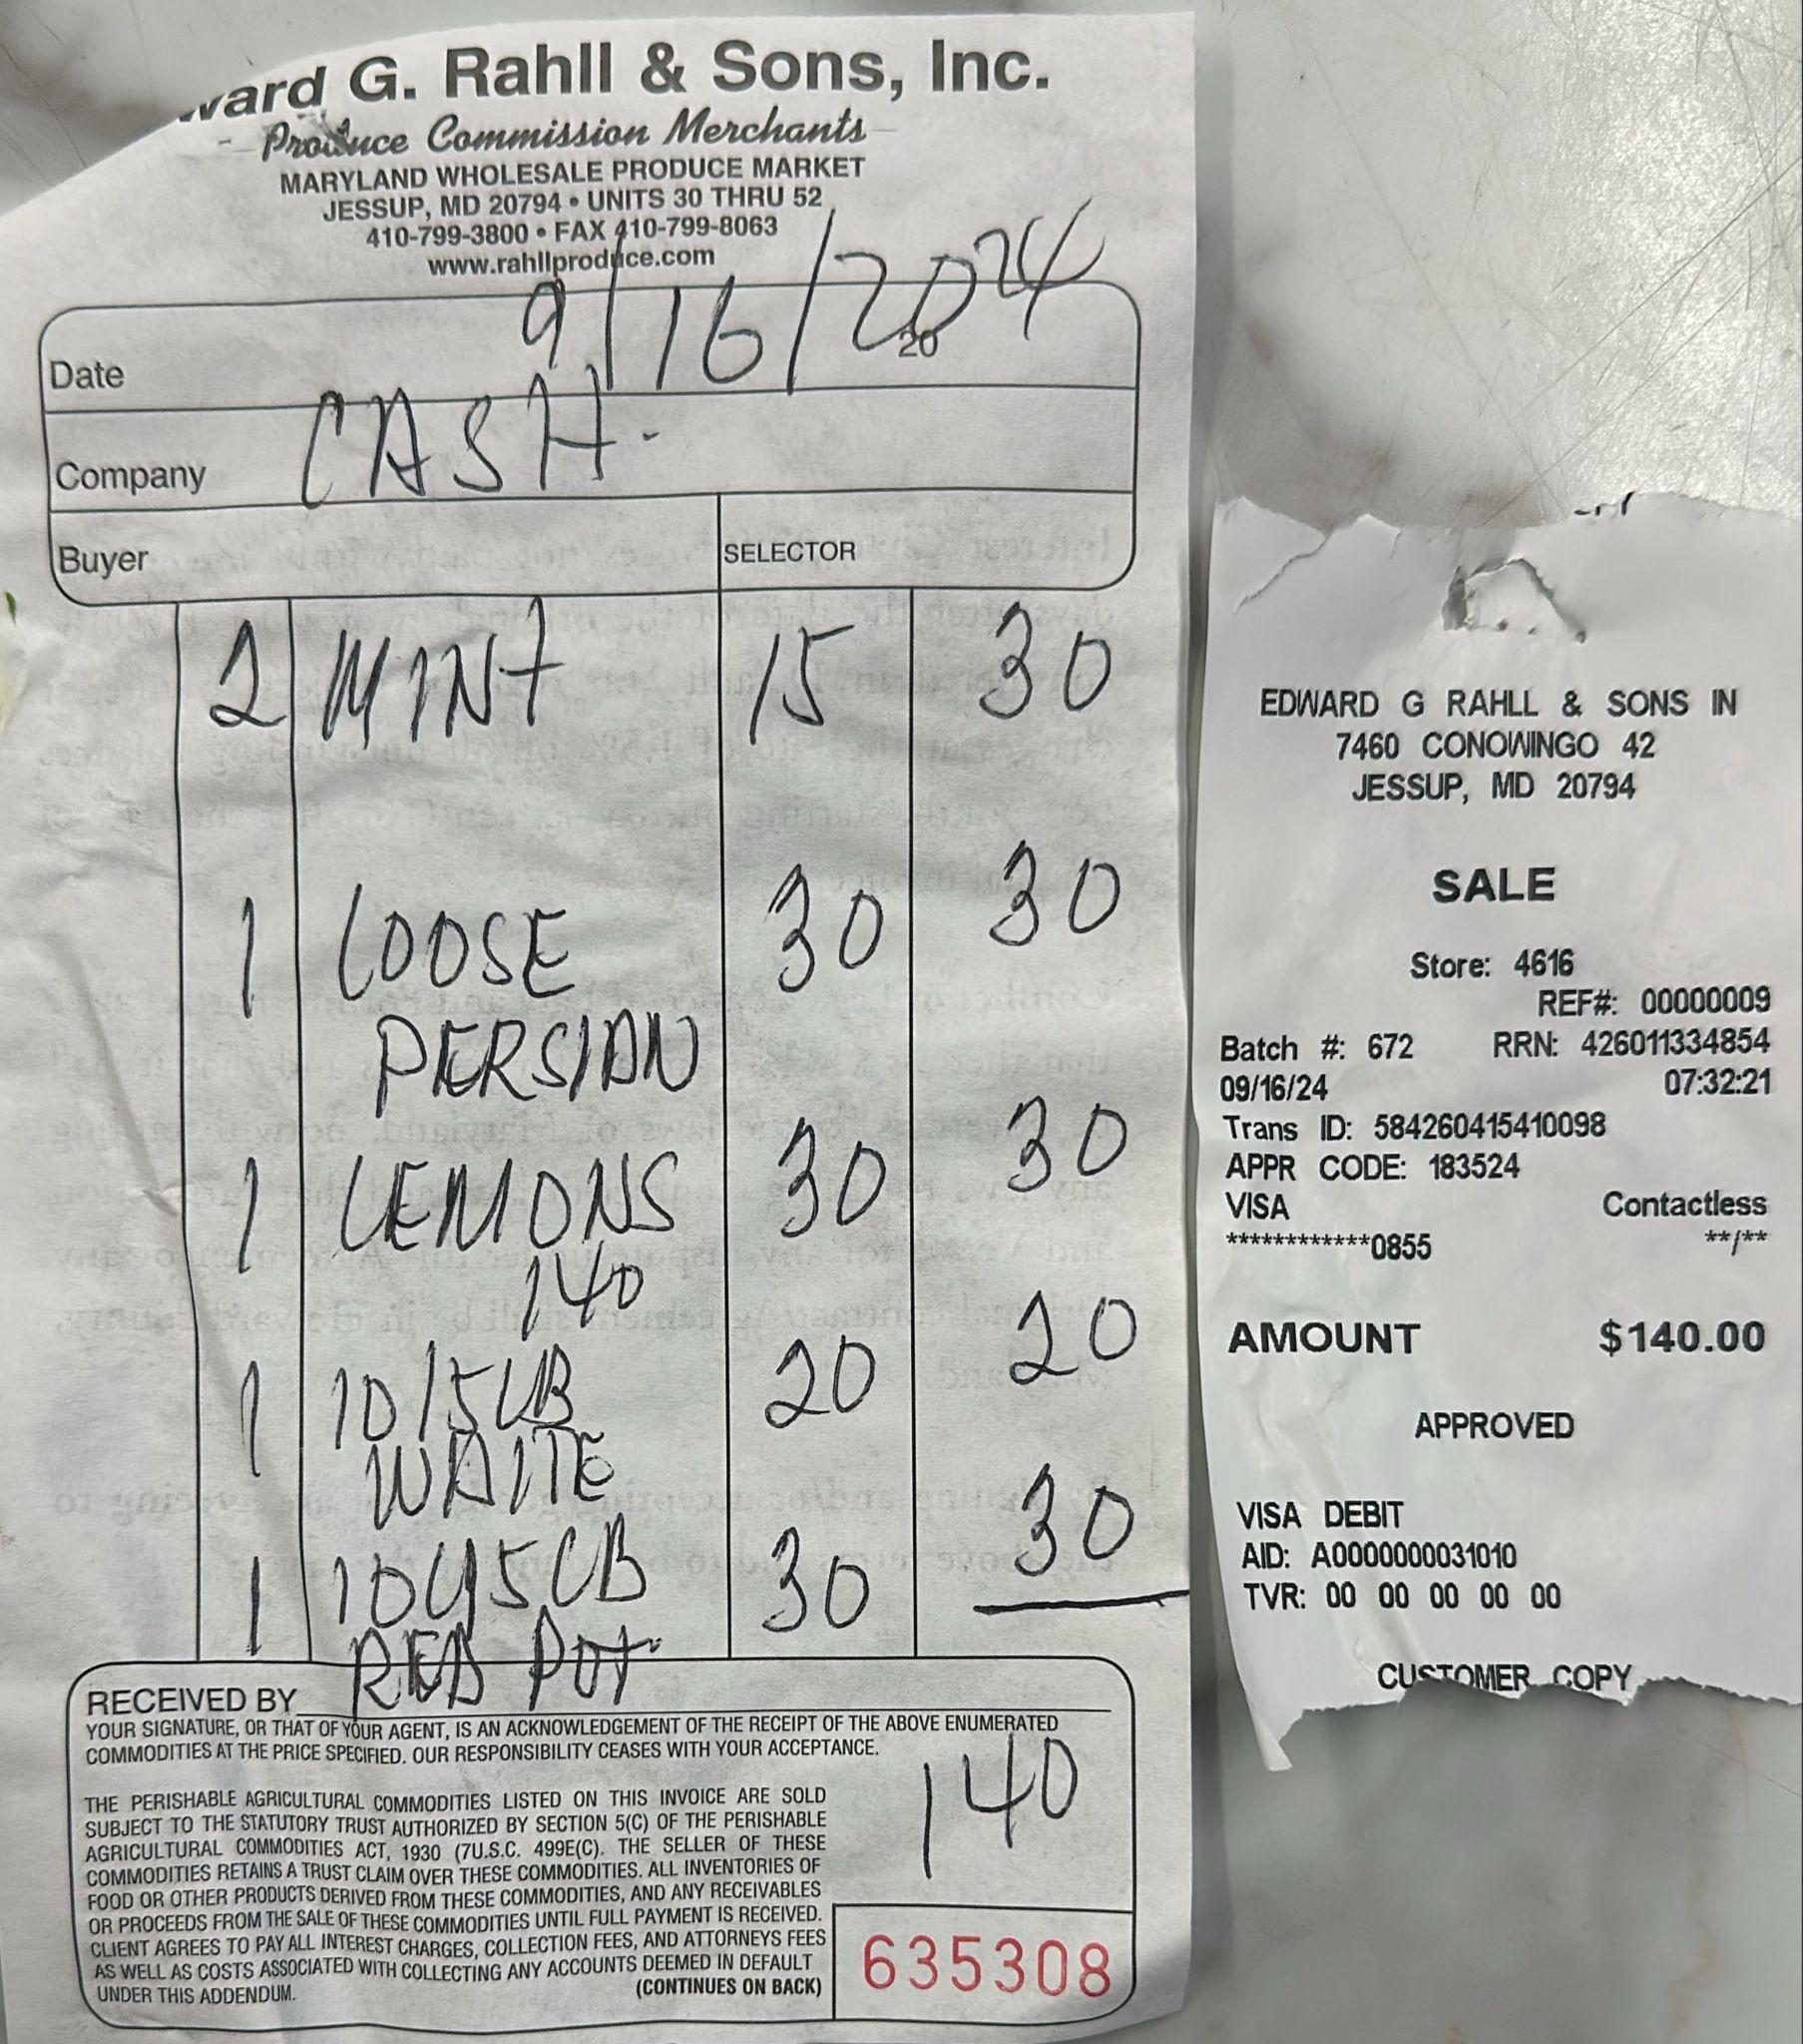 ward G. Rahll & Sons, Inc.
Produce Commission Merchants
MARYLAND WHOLESALE PRODUCE MARKET
JESSUP, MD 20794 • UNITS 30 THRU 52
410-799-3800 • FAX 410-799-8063
www.rahllproduce.com
Date 9/16/2024 20
Company CASH.
Buyer SELECTOR
2 MINT 15 30
1 LOOSE 30 30
PERSIAN
1 LEMONS 30 30
140
1 10/5LB 20 20
WHITE
1 10/5LB 30 30
RED POT
RECEIVED BY
YOUR SIGNATURE, OR THAT OF YOUR AGENT, IS AN ACKNOWLEDGEMENT OF THE RECEIPT OF THE ABOVE ENUMERATED
COMMODITIES AT THE PRICE SPECIFIED. OUR RESPONSIBILITY CEASES WITH YOUR ACCEPTANCE.
140
THE PERISHABLE AGRICULTURAL COMMODITIES LISTED ON THIS INVOICE ARE SOLD
SUBJECT TO THE STATUTORY TRUST AUTHORIZED BY SECTION 5(C) OF THE PERISHABLE
AGRICULTURAL COMMODITIES ACT, 1930 (7U.S.C. 499E(C). THE SELLER OF THESE
COMMODITIES RETAINS A TRUST CLAIM OVER THESE COMMODITIES. ALL INVENTORIES OF
FOOD OR OTHER PRODUCTS DERIVED FROM THESE COMMODITIES, AND ANY RECEIVABLES
OR PROCEEDS FROM THE SALE OF THESE COMMODITIES UNTIL FULL PAYMENT IS RECEIVED.
CLIENT AGREES TO PAY ALL INTEREST CHARGES, COLLECTION FEES, AND ATTORNEYS FEES
AS WELL AS COSTS ASSOCIATED WITH COLLECTING ANY ACCOUNTS DEEMED IN DEFAULT
UNDER THIS ADDENDUM. (CONTINUES ON BACK)
635308
EDWARD G RAHLL & SONS IN
7460 CONOWINGO 42
JESSUP, MD 20794
SALE
Store: 4616
REF#: 00000009
Batch #: 672 RRN: 426011334854
09/16/24 07:32:21
Trans ID: 584260415410098
APPR CODE: 183524
VISA Contactless
************0855 **/**
AMOUNT $140.00
APPROVED
VISA DEBIT
AID: A0000000031010
TVR: 00 00 00 00 00
CUSTOMER COPY